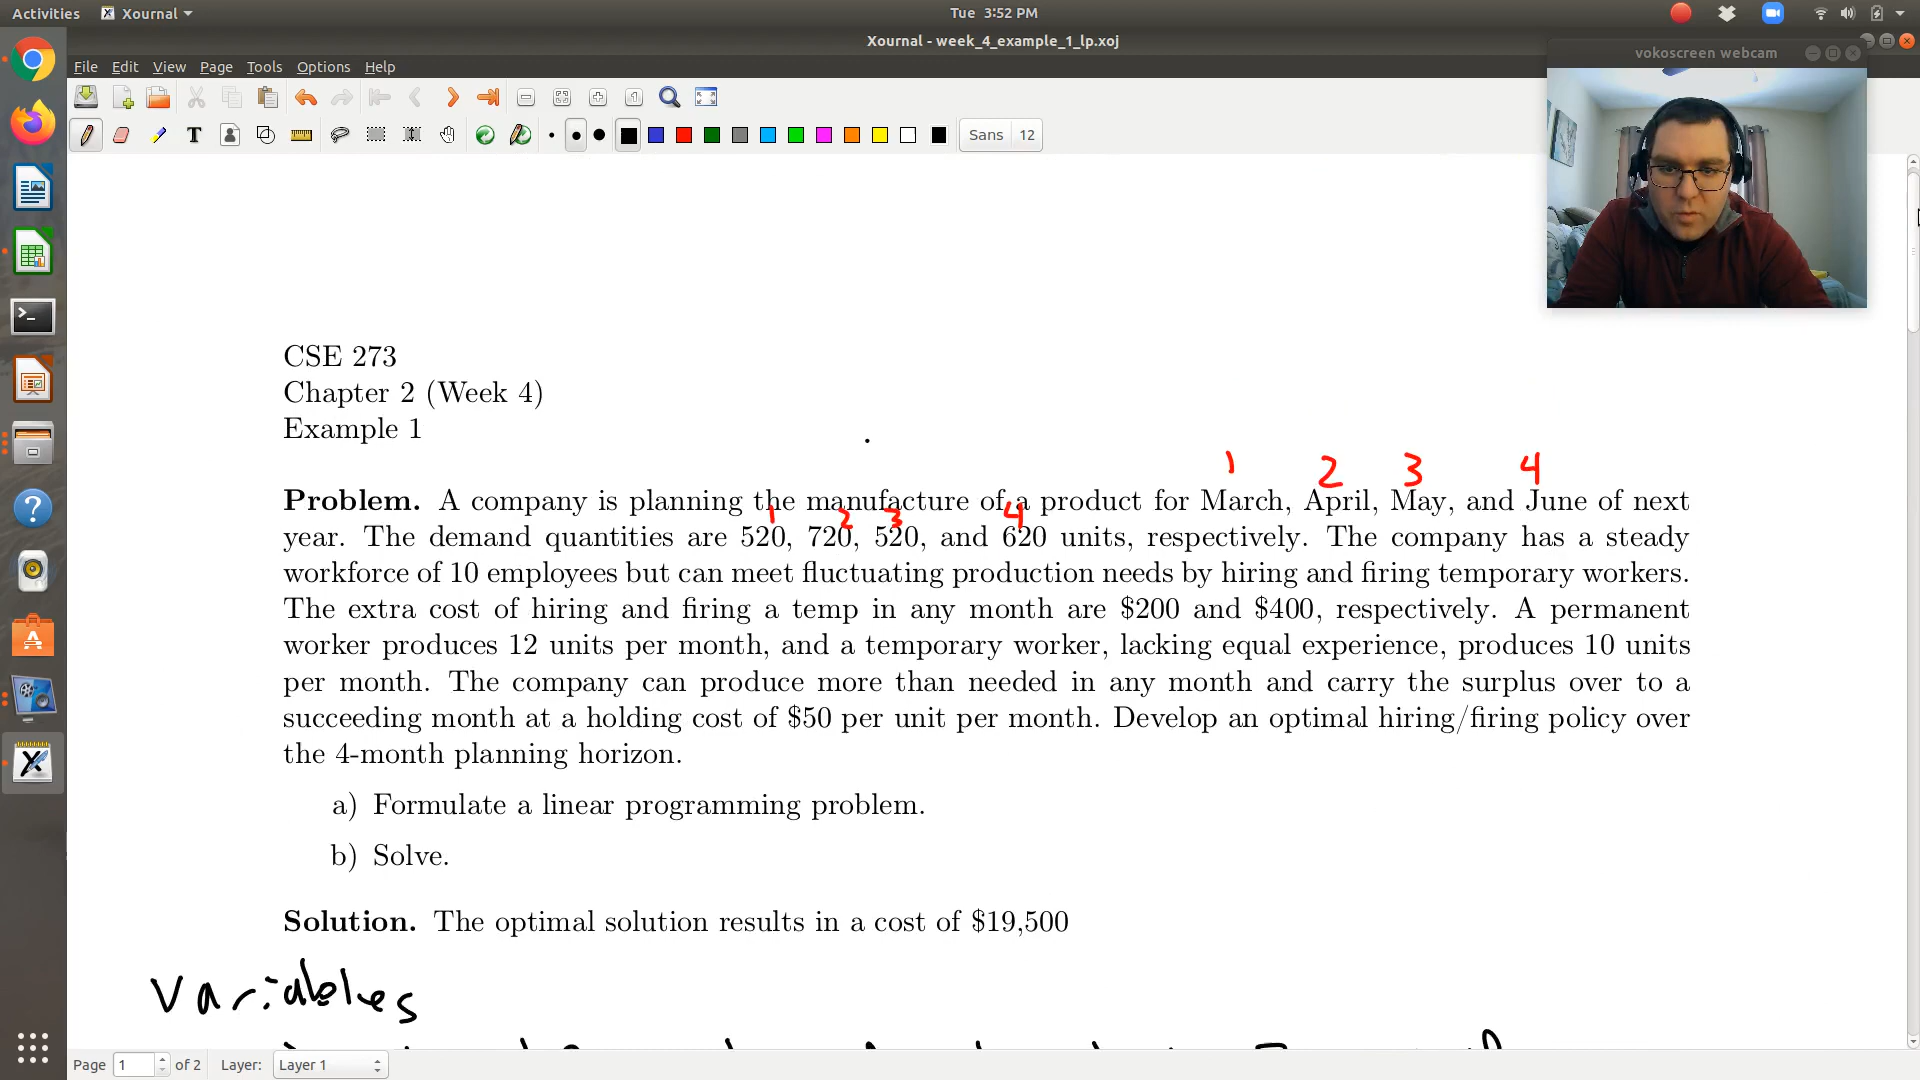 Activities Xournal Tue 3:52 PM
Xournal - week_4_example_1_lp.xoj
vokoscreen webcam
File Edit View Page Tools Options Help
T Sans 12
CSE 273
Chapter 2 (Week 4)
Example 1
1 2 3 4
Problem. A company is planning the manufacture of a product for March, April, May, and June of next
1 2 3 4
year. The demand quantities are 520, 720, 520, and 620 units, respectively. The company has a steady
workforce of 10 employees but can meet fluctuating production needs by hiring and firing temporary workers.
The extra cost of hiring and firing a temp in any month are $200 and $400, respectively. A permanent
worker produces 12 units per month, and a temporary worker, lacking equal experience, produces 10 units
per month. The company can produce more than needed in any month and carry the surplus over to a
succeeding month at a holding cost of $50 per unit per month. Develop an optimal hiring/firing policy over
the 4-month planning horizon.
a) Formulate a linear programming problem.
b) Solve.
Solution. The optimal solution results in a cost of $19,500
Variables
Page 1 of 2 Layer: Layer 1